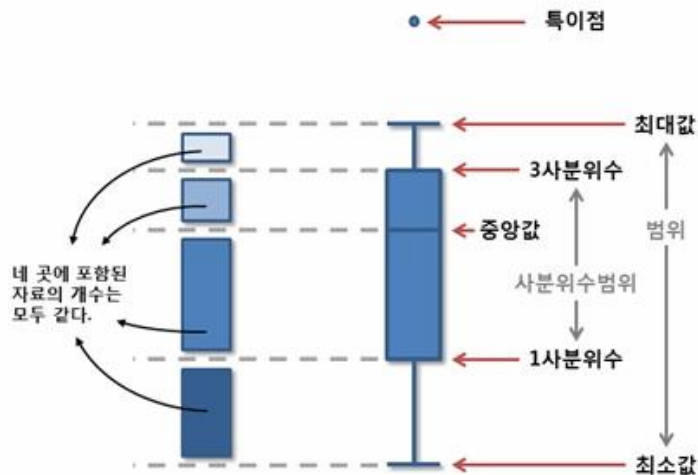 특이점
최대값
3사분위수
중앙값
범위
네 곳에 포함된
자료의 개수는
모두 같다.
사분위수범위
1사분위수
최소값